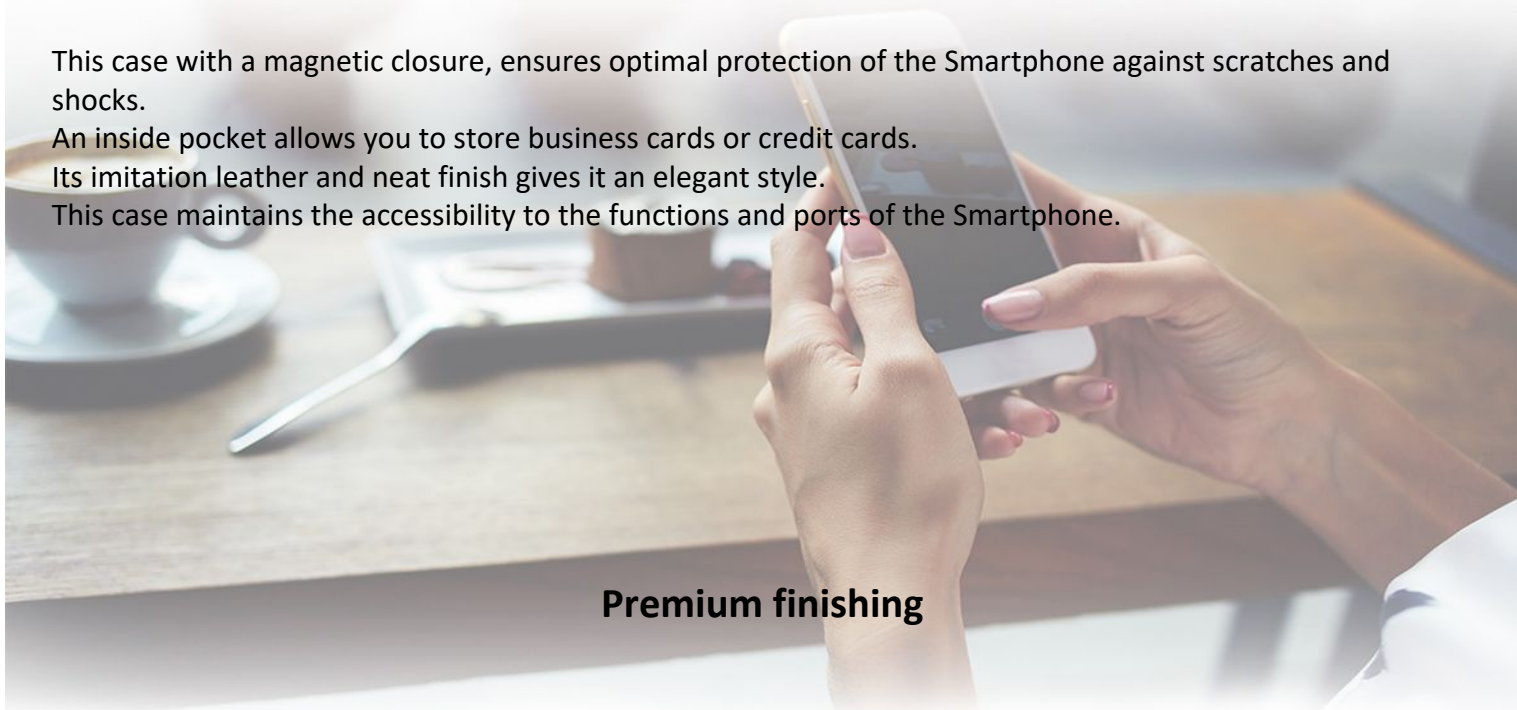 This case with a magnetic closure, ensures optimal protection of the Smartphone against scratches and
shocks.
An inside pocket allows you to store business cards or credit cards.
Its imitation leather and neat finish gives it an elegant style.
This case maintains the accessibility to the functions and ports of the Smartphone.
Premium finishing